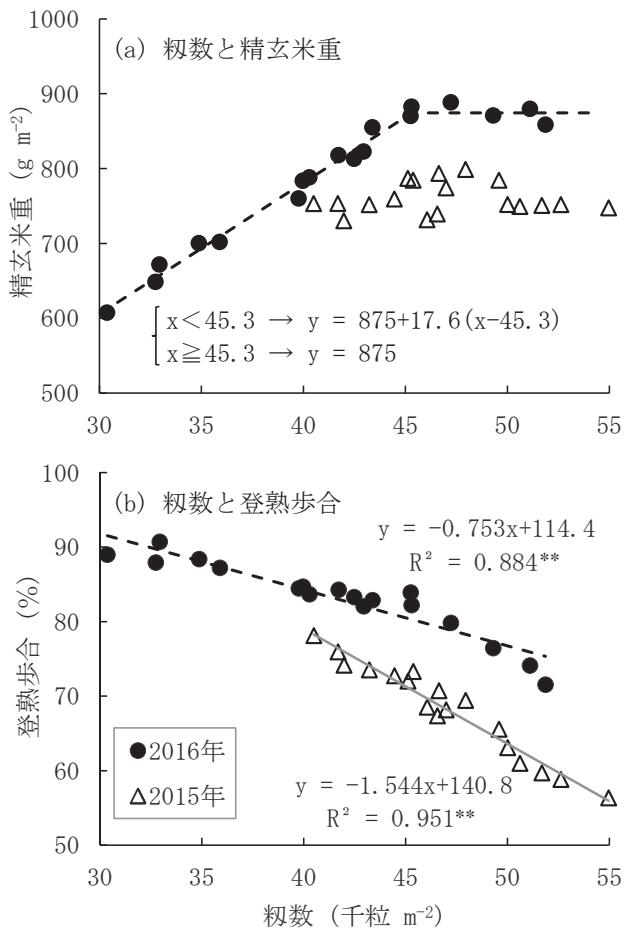 (a) 籾数と精玄米重
精玄米重 (g m⁻²)
1000
900
800
700
600
500
x<45.3 → y = 875+17.6(x−45.3)
x≧45.3 → y = 875
30 35 40 45 50 55
(b) 籾数と登熟歩合
登熟歩合 (%)
100
90
80
70
60
50
y = −0.753x+114.4
R² = 0.884**
2016年
2015年
y = −1.544x+140.8
R² = 0.951**
30 35 40 45 50 55
籾数 (千粒 m⁻²)